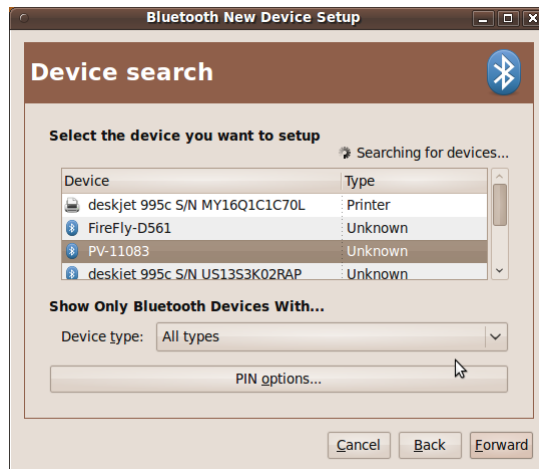 Bluetooth New Device Setup
Device search
Select the device you want to setup
Searching for devices...
Device Type
deskjet 995c S/N MY16Q1C1C70L Printer
FireFly-D561 Unknown
PV-11083 Unknown
deskjet 995c S/N US13S3K02RAP Unknown
Show Only Bluetooth Devices With...
Device type: All types
PIN options...
Cancel Back Forward